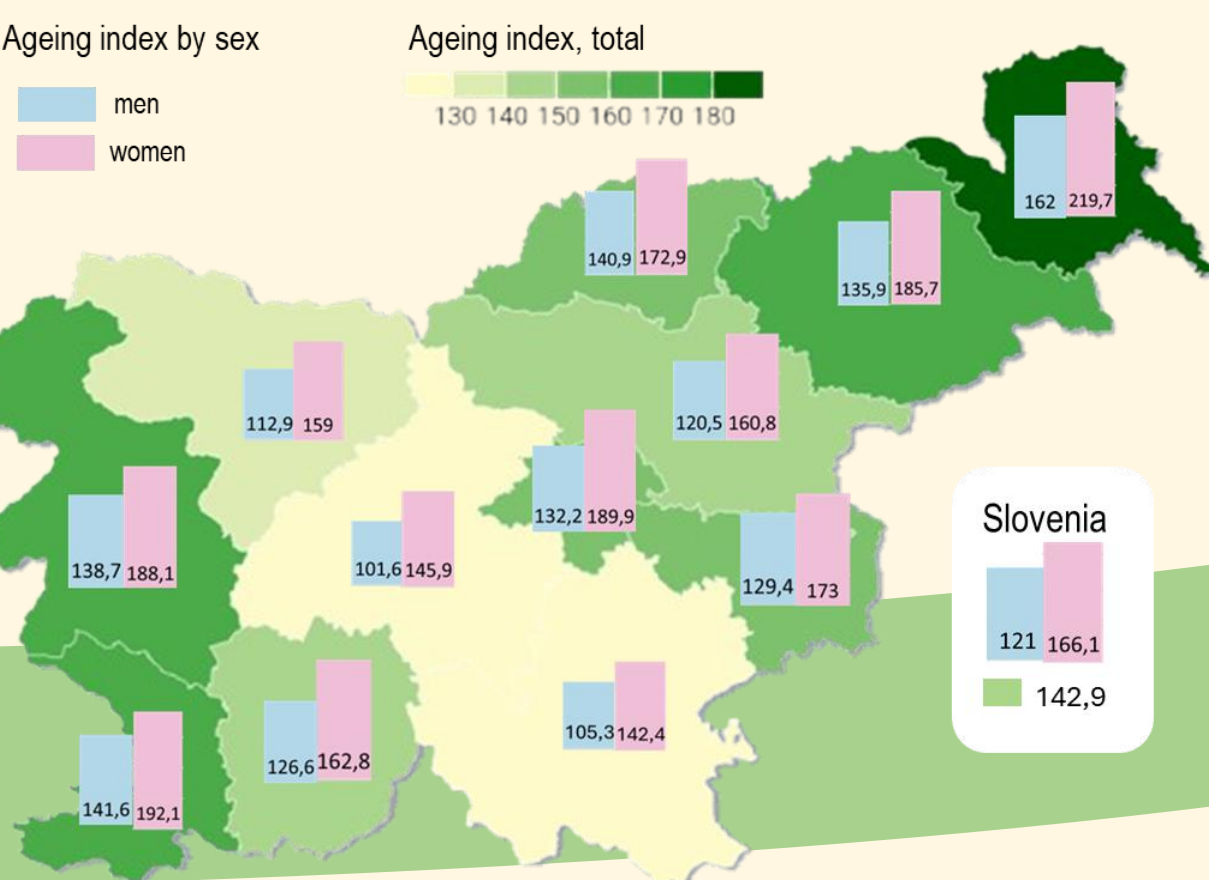 Ageing index by sex
men
women
Ageing index, total
130 140 150 160 170 180
162 219,7
140,9 172,9
135,9 185,7
112,9 159
120,5 160,8
132,2 189,9
138,7 188,1
101,6 145,9
129,4 173
Slovenia
121 166,1
142,9
105,3 142,4
126,6 162,8
141,6 192,1